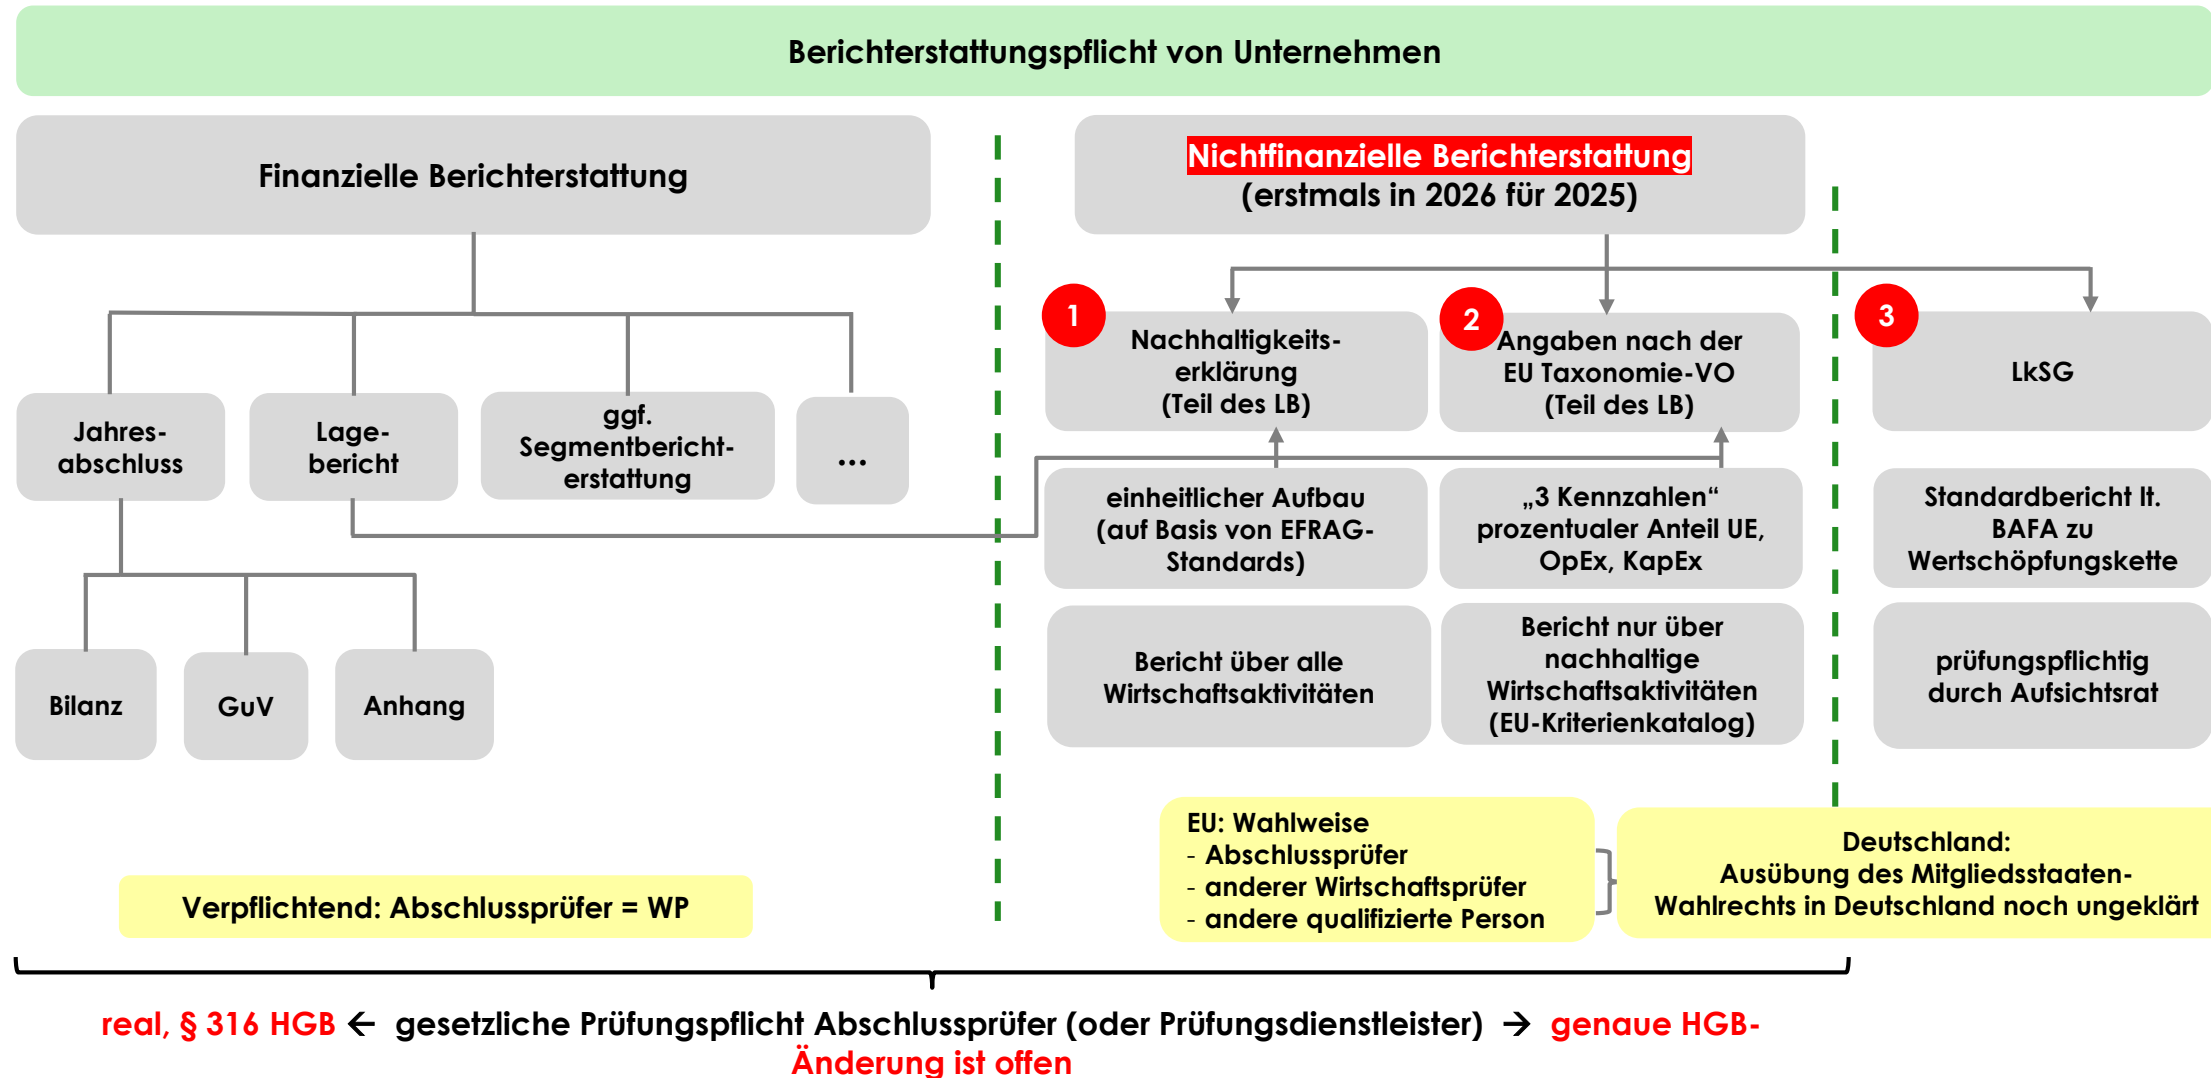 Berichterstattungspflicht von Unternehmen
Finanzielle Berichterstattung
Nichtfinanzielle Berichterstattung
(erstmals in 2026 für 2025)
Jahres-
abschluss
Lage-
bericht
ggf.
Segmentbericht-
erstattung
...
Bilanz
GuV
Anhang
1
Nachhaltigkeits-
erklärung
(Teil des LB)
2
Angaben nach der
EU Taxonomie-VO
(Teil des LB)
3
LkSG
einheitlicher Aufbau
(auf Basis von EFRAG-
Standards)
„3 Kennzahlen“
prozentualer Anteil UE,
OpEx, KapEx
Standardbericht lt.
BAFA zu
Wertschöpfungskette
Bericht über alle
Wirtschaftsaktivitäten
Bericht nur über
nachhaltige
Wirtschaftsaktivitäten
(EU-Kriterienkatalog)
prüfungspflichtig
durch Aufsichtsrat
Verpflichtend: Abschlussprüfer = WP
EU: Wahlweise
- Abschlussprüfer
- anderer Wirtschaftsprüfer
- andere qualifizierte Person
Deutschland:
Ausübung des Mitgliedsstaaten-
Wahlrechts in Deutschland noch ungeklärt
real, § 316 HGB ← gesetzliche Prüfungspflicht Abschlussprüfer (oder Prüfungsdienstleister) → genaue HGB-
Änderung ist offen